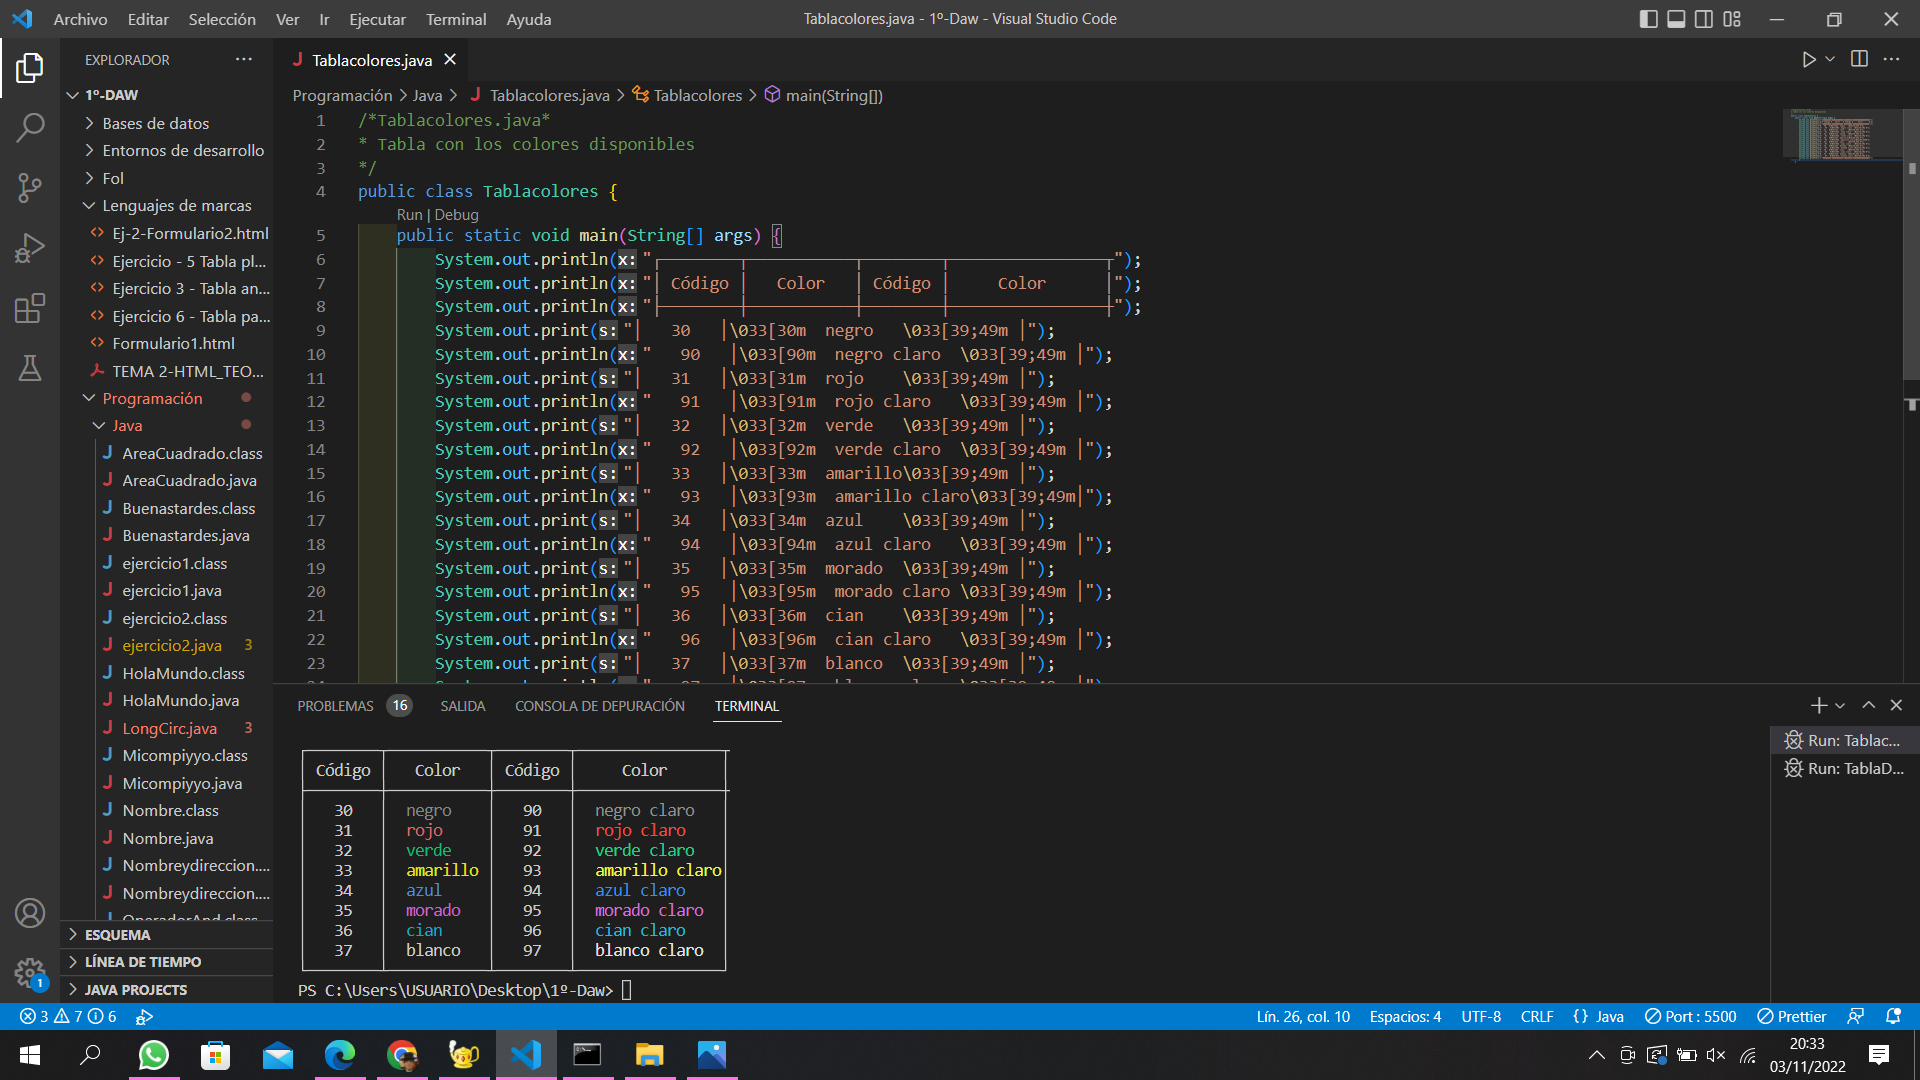 Archivo Editar Selección Ver Ir Ejecutar Terminal Ayuda
Tablacolores.java - 1º-Daw - Visual Studio Code
EXPLORADOR
1º-DAW
Bases de datos
Entornos de desarrollo
Fol
Lenguajes de marcas
Ej-2-Formulario2.html
Ejercicio - 5 Tabla pl...
Ejercicio 3 - Tabla an...
Ejercicio 6 - Tabla pa...
Formulario1.html
TEMA 2-HTML_TEO...
Programación
Java
AreaCuadrado.class
AreaCuadrado.java
Buenastardes.class
Buenastardes.java
ejercicio1.class
ejercicio1.java
ejercicio2.class
ejercicio2.java 3
HolaMundo.class
HolaMundo.java
LongCirc.java 3
Micompiyyo.class
Micompiyyo.java
Nombre.class
Nombre.java
Nombreydireccion....
Nombreydireccion....
OperadorAnd.class
ESQUEMA
LÍNEA DE TIEMPO
JAVA PROJECTS
Tablacolores.java
Programación > Java > Tablacolores.java > Tablacolores > main(String[])
1 /*Tablacolores.java*
2 * Tabla con los colores disponibles
3 */
4 public class Tablacolores {
Run | Debug
5 public static void main(String[] args) {
6 System.out.println(x: "┌────────┬───────────┬────────┬────────────────┬");
7 System.out.println(x: "│ Código │   Color   │ Código │     Color      │");
8 System.out.println(x: "├────────┼───────────┼────────┼────────────────┼");
9 System.out.print(s: "│   30   │\033[30m  negro   \033[39;49m │");
10 System.out.println(x: "   90   │\033[90m  negro claro  \033[39;49m │");
11 System.out.print(s: "│   31   │\033[31m  rojo    \033[39;49m │");
12 System.out.println(x: "   91   │\033[91m  rojo claro   \033[39;49m │");
13 System.out.print(s: "│   32   │\033[32m  verde   \033[39;49m │");
14 System.out.println(x: "   92   │\033[92m  verde claro  \033[39;49m │");
15 System.out.print(s: "│   33   │\033[33m  amarillo\033[39;49m │");
16 System.out.println(x: "   93   │\033[93m  amarillo claro\033[39;49m│");
17 System.out.print(s: "│   34   │\033[34m  azul    \033[39;49m │");
18 System.out.println(x: "   94   │\033[94m  azul claro   \033[39;49m │");
19 System.out.print(s: "│   35   │\033[35m  morado  \033[39;49m │");
20 System.out.println(x: "   95   │\033[95m  morado claro \033[39;49m │");
21 System.out.print(s: "│   36   │\033[36m  cian    \033[39;49m │");
22 System.out.println(x: "   96   │\033[96m  cian claro   \033[39;49m │");
23 System.out.print(s: "│   37   │\033[37m  blanco  \033[39;49m │");
PROBLEMAS 16 SALIDA CONSOLA DE DEPURACIÓN TERMINAL
Código Color Código Color
30 negro 90 negro claro
31 rojo 91 rojo claro
32 verde 92 verde claro
33 amarillo 93 amarillo claro
34 azul 94 azul claro
35 morado 95 morado claro
36 cian 96 cian claro
37 blanco 97 blanco claro
PS C:\Users\USUARIO\Desktop\1º-Daw>
Run: Tablac...
Run: TablaD...
1
3 7 6
Lín. 26, col. 10 Espacios: 4 UTF-8 CRLF {} Java Port : 5500 Prettier
20:33
03/11/2022